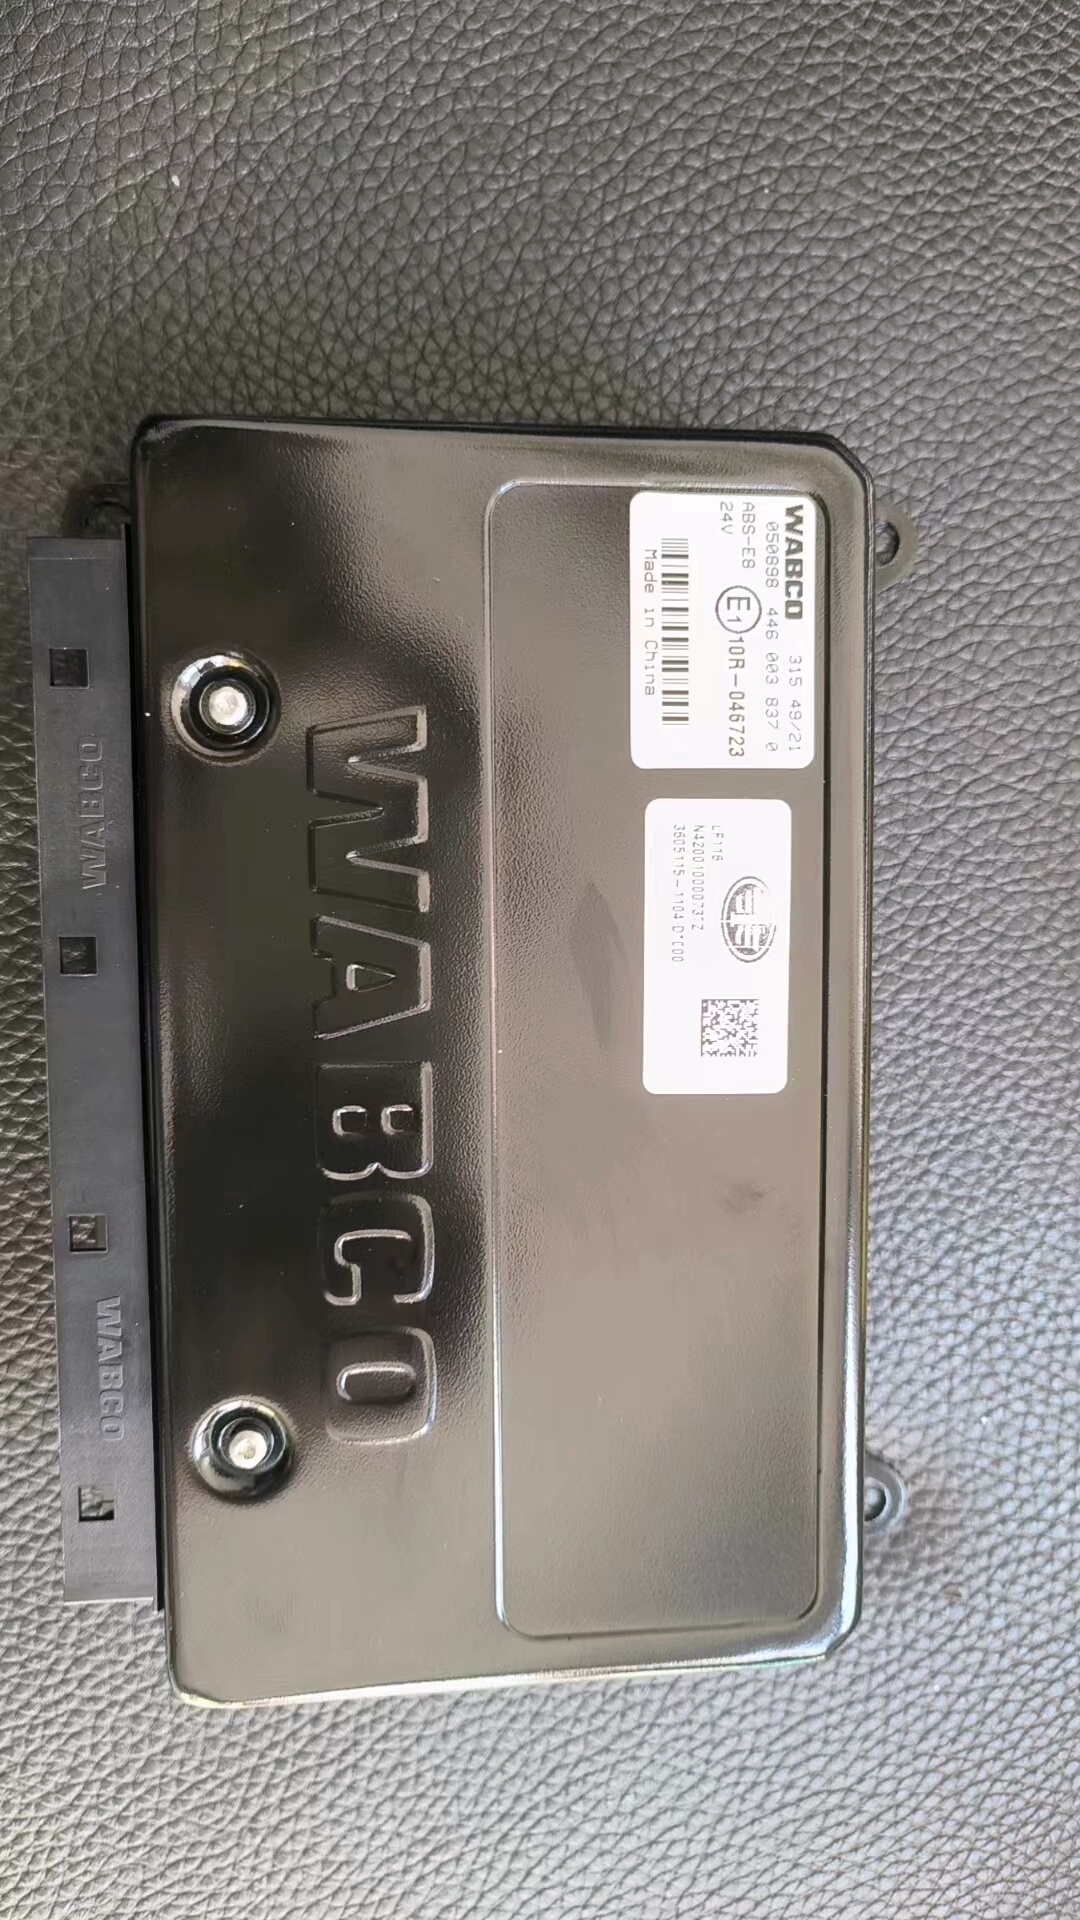 WABCO 315 49/21
050898 446 003 837 0
ABS-E8 E1 10R-046723
24V
Made in China
LF116
3605115-1104 D*C00
WABCO
WABCO
WABCO